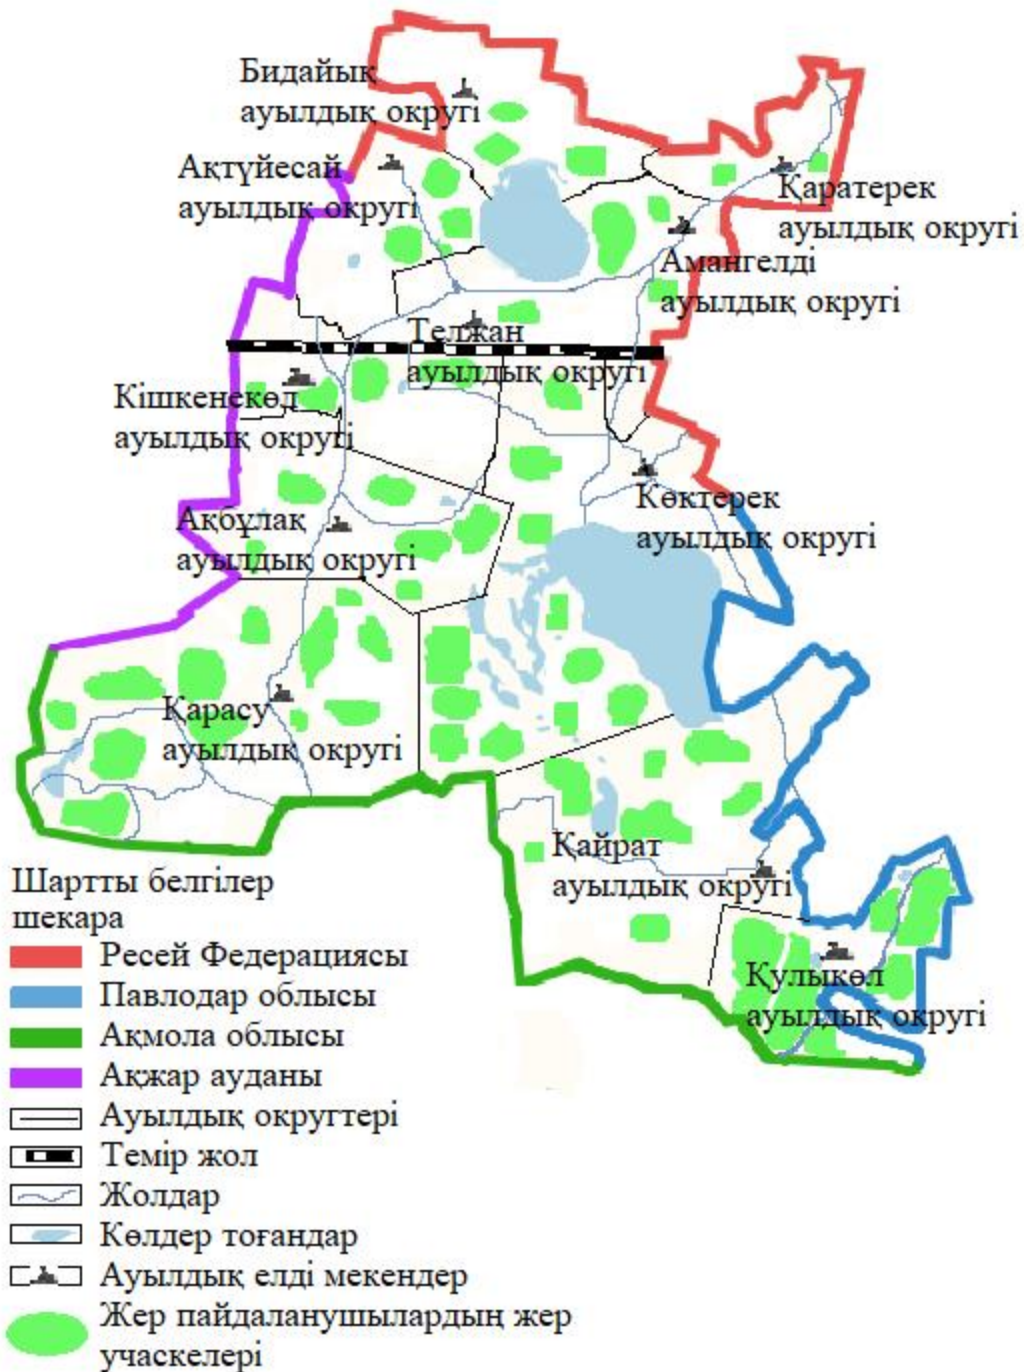 Бидайық
ауылдық округі
Ақтүйесай
ауылдық округі
Қаратерек
ауылдық округі
Амангелді
ауылдық округі
Телжан
ауылдық округі
Кішкенекөл
ауылдық округі
Көктерек
ауылдық округі
Ақбұлақ
ауылдық округі
Қарасу
ауылдық округі
Қайрат
ауылдық округі
Қулыкөл
ауылдық округі
Шартты белгілер
шекара
Ресей Федерациясы
Павлодар облысы
Ақмола облысы
Ақжар ауданы
Ауылдық округтері
Темір жол
Жолдар
Көлдер тоғандар
Ауылдық елді мекендер
Жер пайдаланушылардың жер
учаскелері